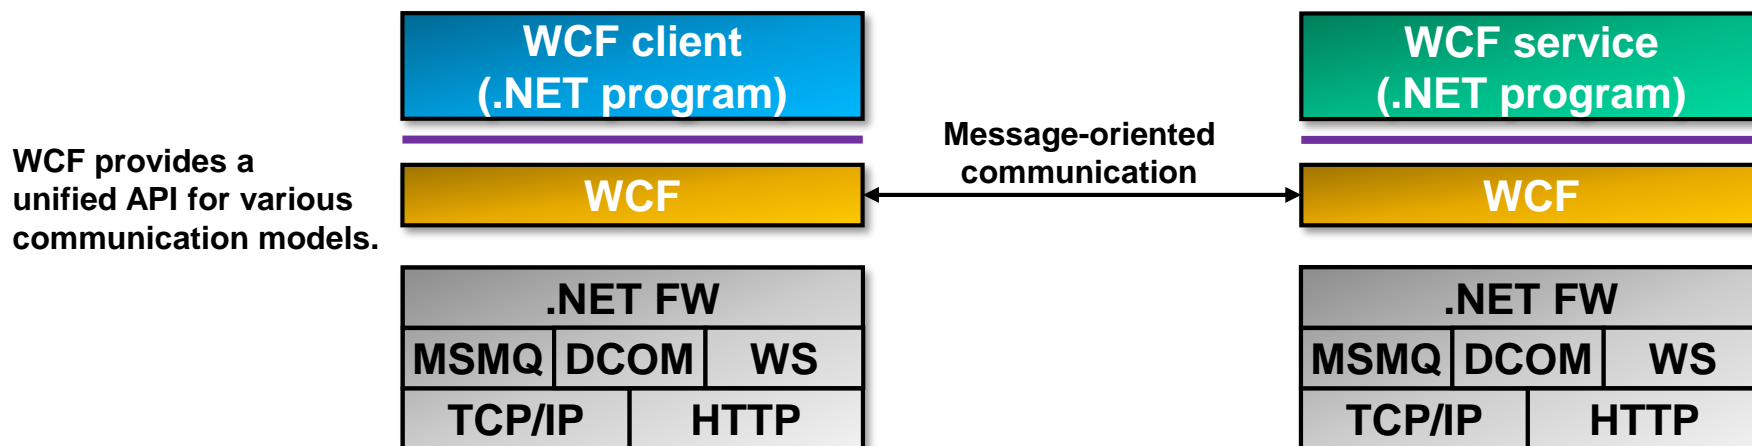 WCF provides a
unified API for various
communication models.
WCF client
(.NET program)
WCF
.NET FW
MSMQ DCOM WS
TCP/IP HTTP
Message-oriented
communication
WCF service
(.NET program)
WCF
.NET FW
MSMQ DCOM WS
TCP/IP HTTP